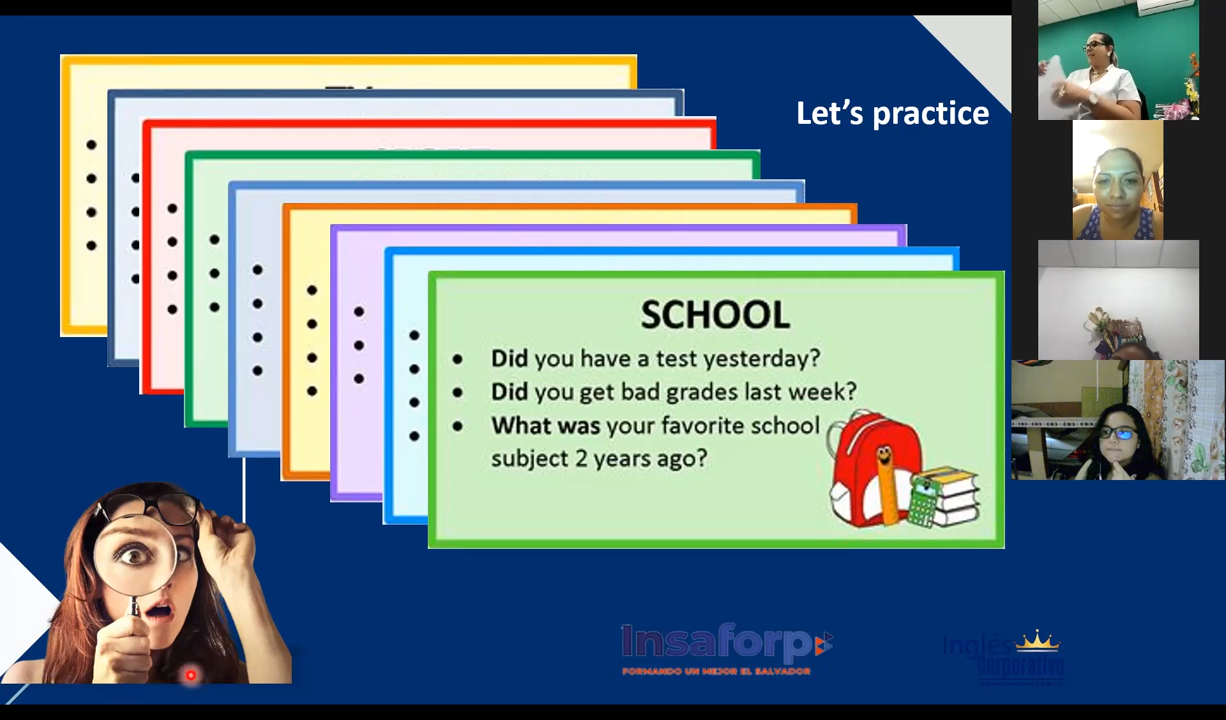 Let's practice
SCHOOL
• Did you have a test yesterday?
• Did you get bad grades last week?
• What was your favorite school
subject 2 years ago?
Insaforp
FORMANDO UN MEJOR EL SALVADOR
Inglés
Corporativo